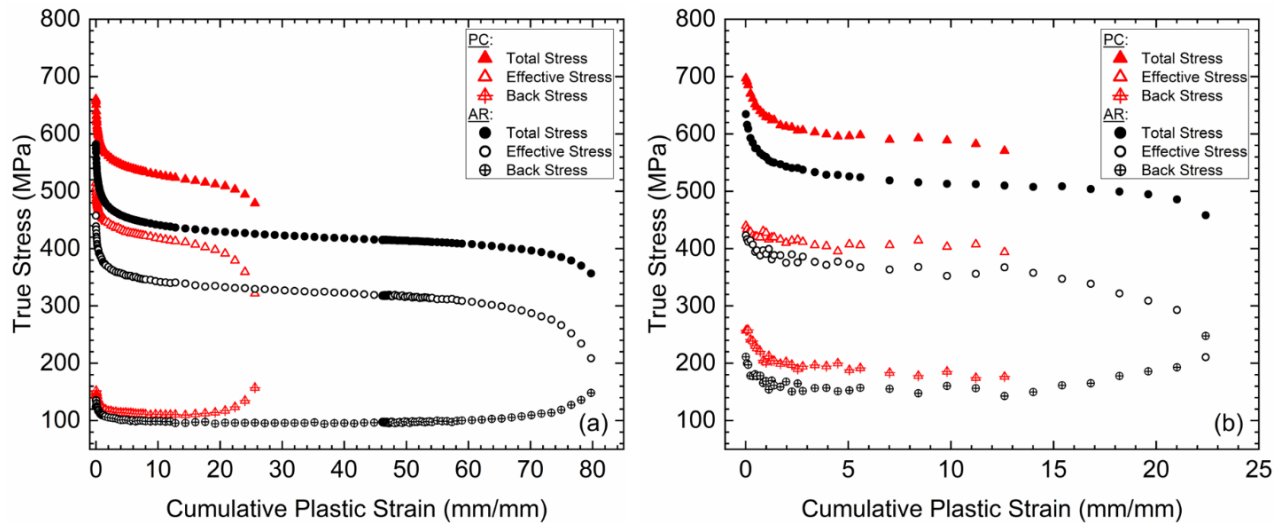 800
700
600
500
400
300
200
100
True Stress (MPa)
PC:
Total Stress
Effective Stress
Back Stress
AR:
Total Stress
Effective Stress
Back Stress
(a)
0 10 20 30 40 50 60 70 80
Cumulative Plastic Strain (mm/mm)
800
700
600
500
400
300
200
100
True Stress (MPa)
PC:
Total Stress
Effective Stress
Back Stress
AR:
Total Stress
Effective Stress
Back Stress
(b)
0 5 10 15 20 25
Cumulative Plastic Strain (mm/mm)